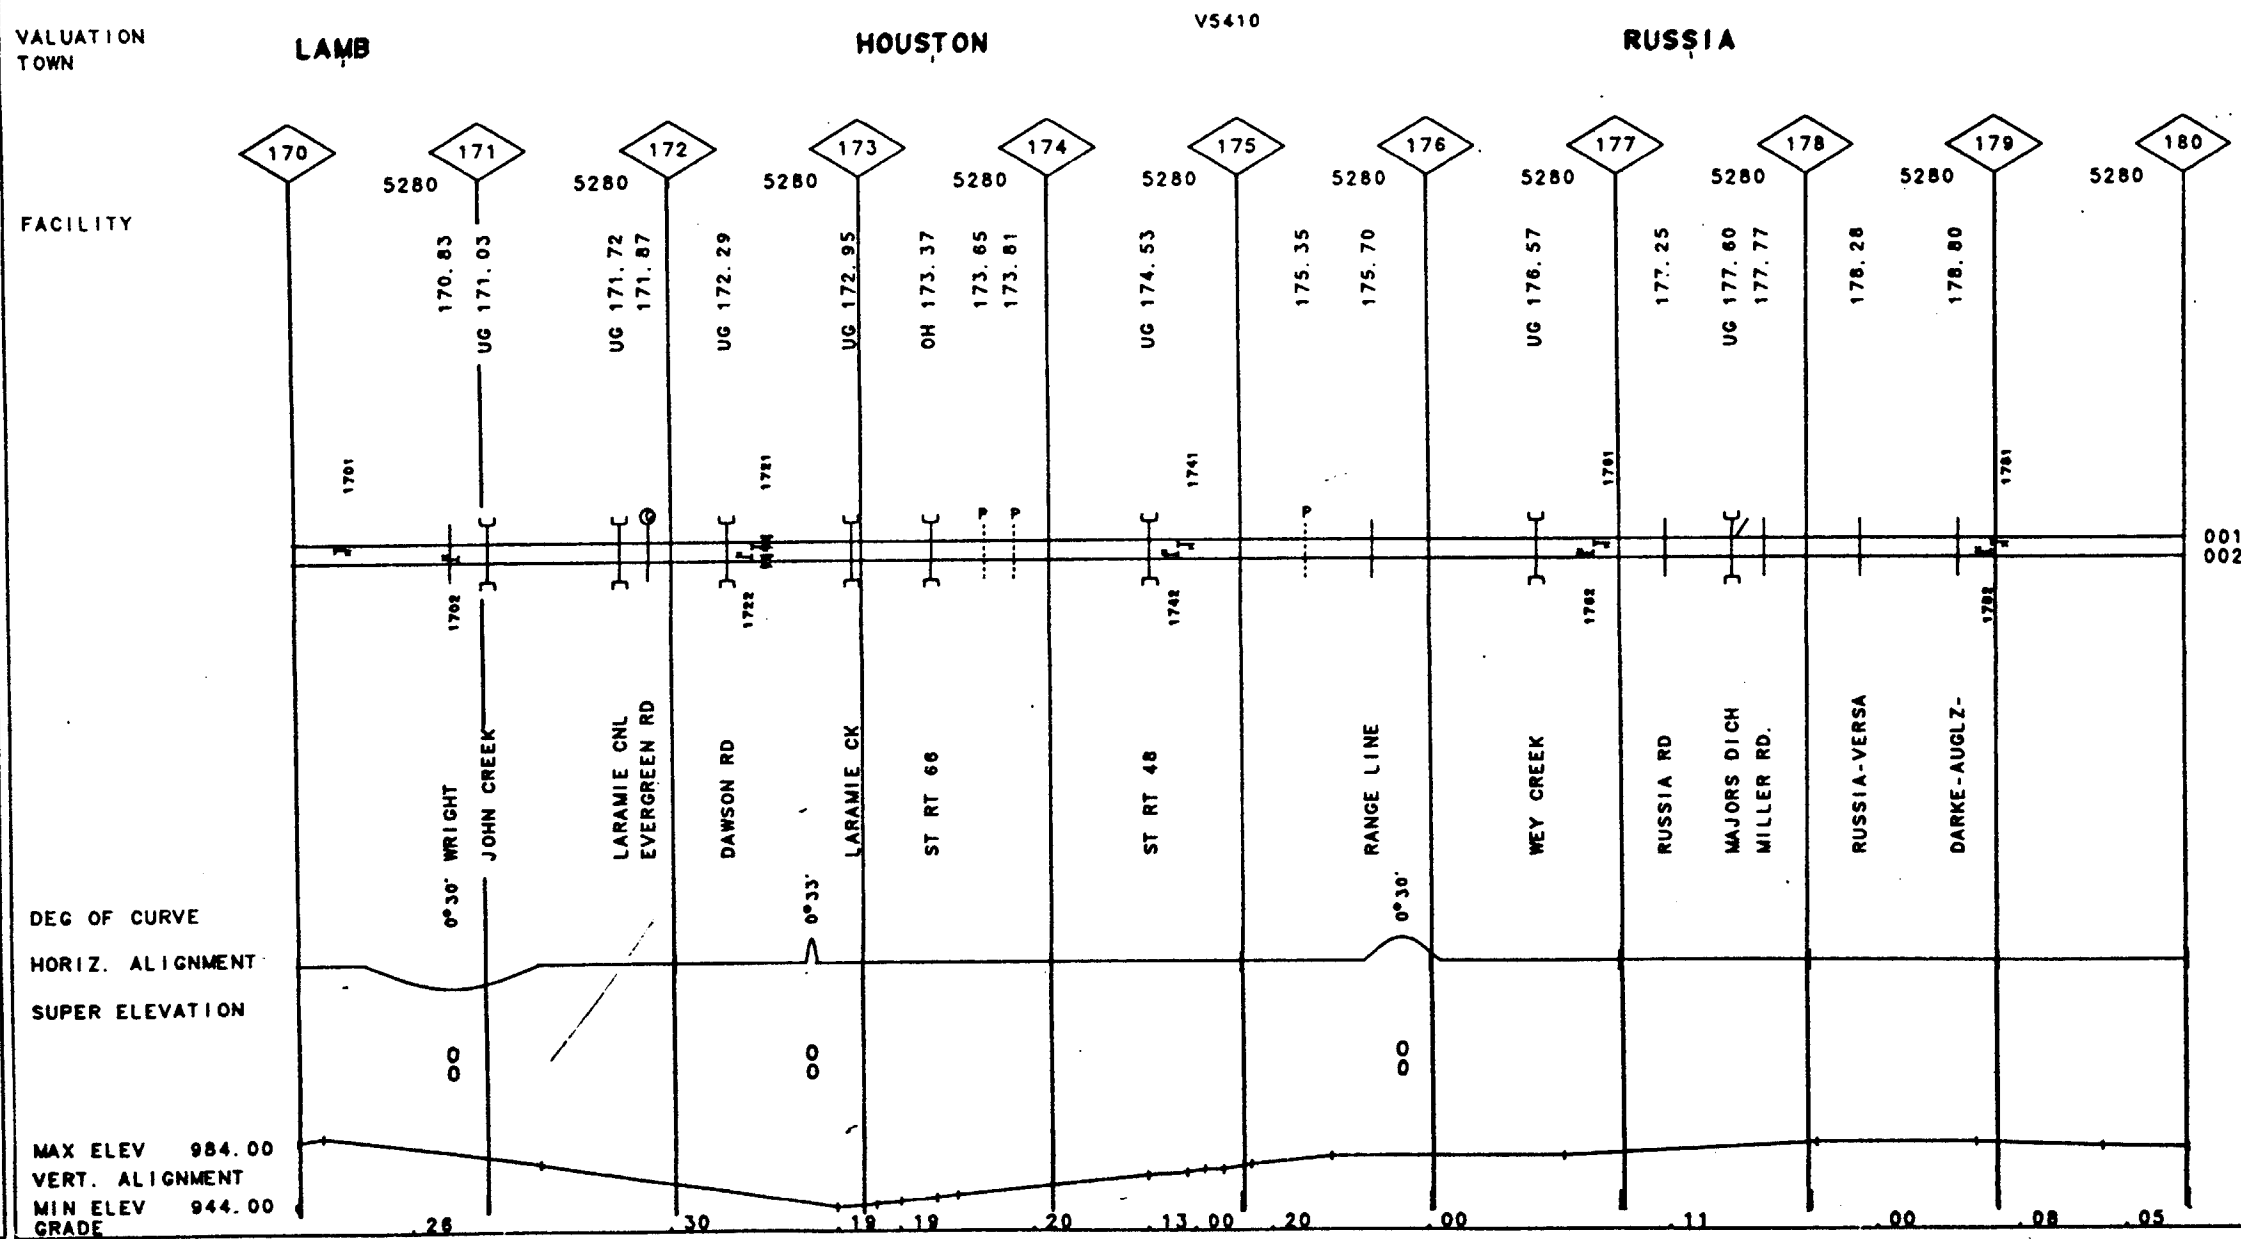 V5410
VALUATION
TOWN
LAMB
HOUSTON
RUSSIA
170
171
172
173
174
175
176
177
178
179
180
5280
5280
5280
5280
5280
5280
5280
5280
5280
5280
FACILITY
170.83
UG 171.03
UG 171.72
171.87
UG 172.29
UG 172.95
OH 173.37
173.65
173.81
UG 174.53
175.35
175.70
UG 176.57
177.25
UG 177.60
177.77
178.28
178.80
1701
1721
1741
1761
1781
P
P
P
001
002
1702
1722
1742
1762
1782
WRIGHT
JOHN CREEK
LARAMIE CNL
EVERGREEN RD
DAWSON RD
LARAMIE CK
ST RT 66
ST RT 48
RANGE LINE
WEY CREEK
RUSSIA RD
MAJORS DICH
MILLER RD.
RUSSIA-VERSA
DARKE-AUGLZ-
DEG OF CURVE
0°30'
0°33'
0°30'
HORIZ. ALIGNMENT
SUPER ELEVATION
0
0
0
0
0
0
MAX ELEV 984.00
VERT. ALIGNMENT
MIN ELEV 944.00
GRADE
.26
.30
.19
.19
.20
.13
.00
.20
.00
.11
.00
.08
.05